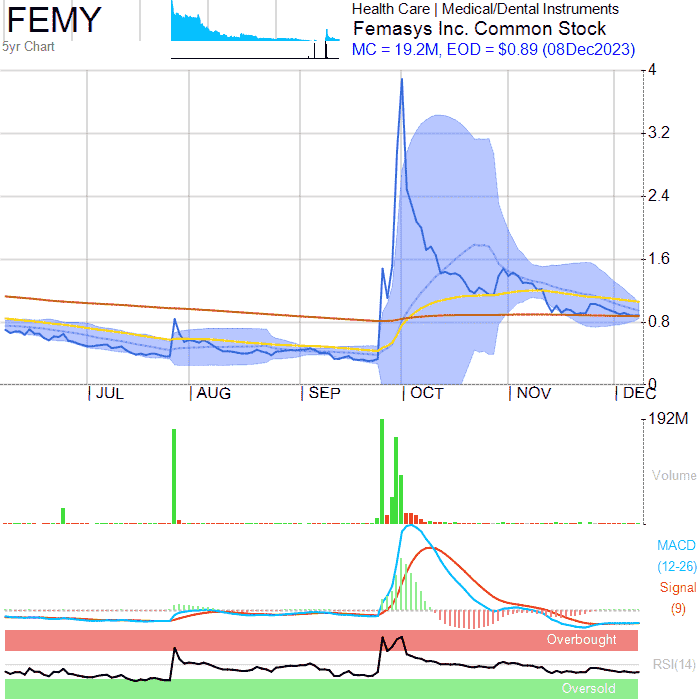 FEMY
5yr Chart
Health Care | Medical/Dental Instruments
Femasys Inc. Common Stock
MC = 19.2M, EOD = $0.89 (08Dec2023)
4
3.2
2.4
1.6
0.8
0
JUL AUG SEP OCT NOV DEC
192M
Volume
MACD
(12-26)
Signal
(9)
Overbought
RSI(14)
Oversold